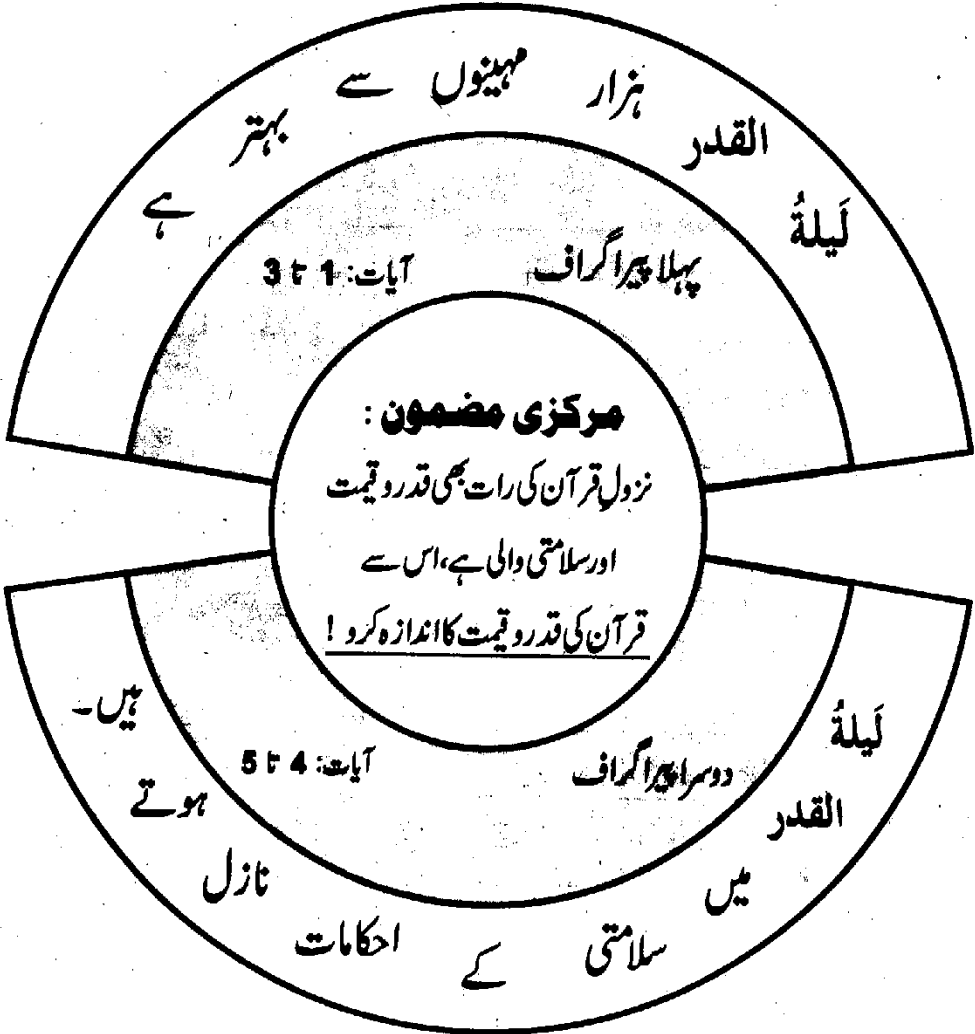 لَیلةُ القدر ہزار مہینوں سے بہتر ہے
پہلا پیراگراف آیات: 1 تا 3
مرکزی مضمون :
نزولِ قرآن کی رات بھی قدر و قیمت
اور سلامتی والی ہے، اس سے
قرآن کی قدر و قیمت کا اندازہ کرو !
دوسرا پیراگراف آیات: 4 تا 5
لَیلةُ القدر میں سلامتی کے احکامات نازل ہوتے ہیں۔